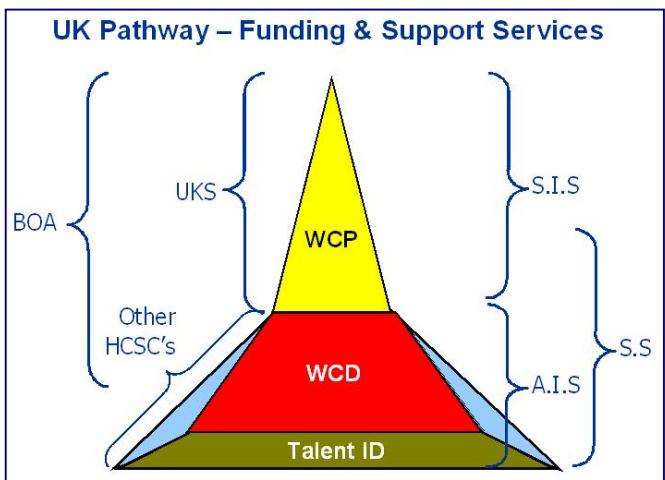 UK Pathway – Funding & Support Services
BOA
UKS
S.I.S
WCP
Other
HCSC's
S.S
WCD
A.I.S
Talent ID